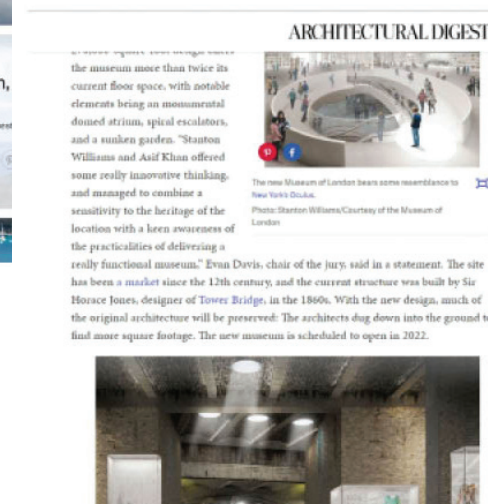 ARCHITECTURAL DIGEST
the museum more than twice its
current floor space, with notable
elements being an monumental
domed atrium, spiral escalators,
and a sunken garden. "Stanton
Williams and Asif Khan offered
some really innovative thinking,
and managed to combine a
sensitivity to the heritage of the
location with a keen awareness of
the practicalities of delivering a
The new Museum of London bears some resemblance to
New York's Oculus.
Photo: Stanton Williams/Courtesy of the Museum of
London
really functional museum," Evan Davis, chair of the jury, said in a statement. The site
has been a market since the 12th century, and the current structure was built by Sir
Horace Jones, designer of Tower Bridge, in the 1860s. With the new design, much of
the original architecture will be preserved: The architects dug down into the ground to
find more square footage. The new museum is scheduled to open in 2022.